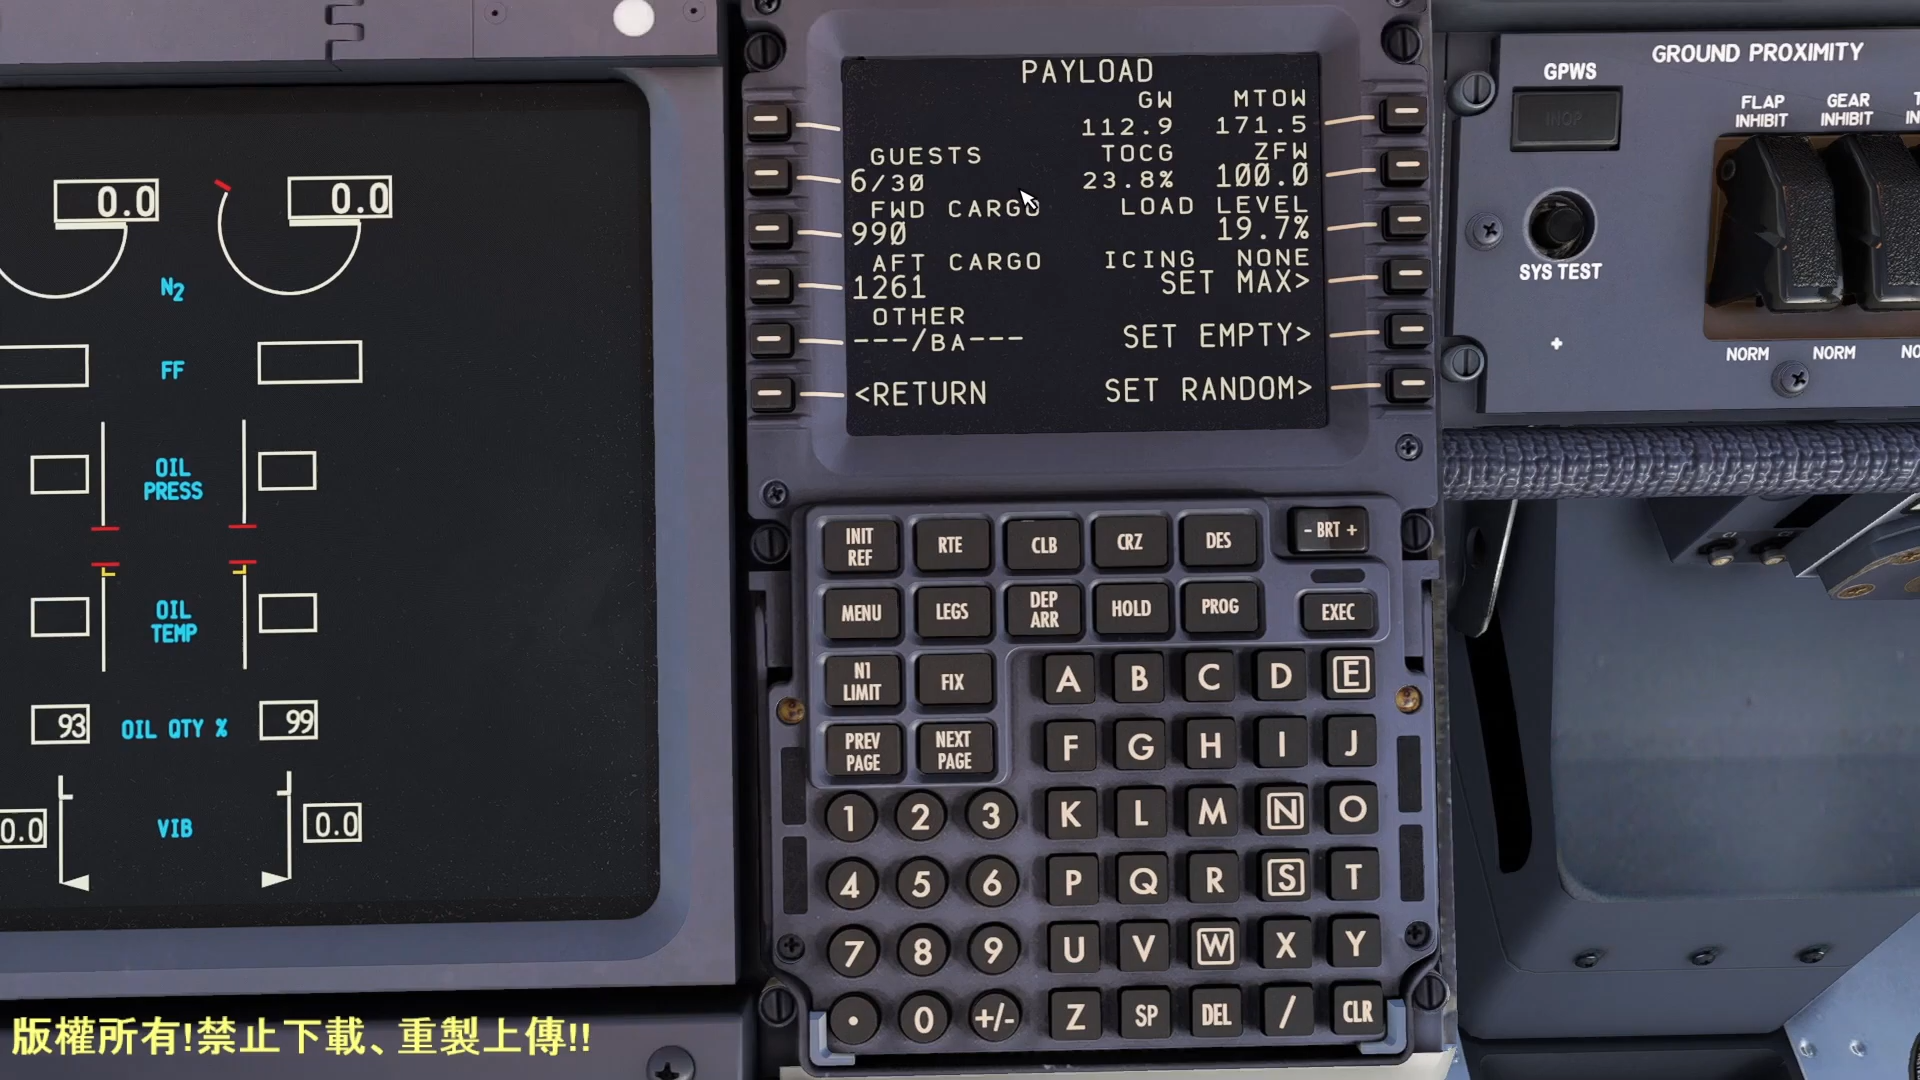 0.0
0.0
N2
FF
OIL
PRESS
OIL
TEMP
93 OIL QTY % 99
0.0 VIB 0.0
PAYLOAD
GW MTOW
112.9 171.5
GUESTS TOCG ZFW
6/30 23.8% 100.0
FWD CARGO LOAD LEVEL
990 19.7%
AFT CARGO ICING NONE
1261 SET MAX>
OTHER
---/BA--- SET EMPTY>
<RETURN SET RANDOM>
INIT
REF
RTE
CLB
CRZ
DES
- BRT +
MENU
LEGS
DEP
ARR
HOLD
PROG
EXEC
N1
LIMIT
FIX
PREV
PAGE
NEXT
PAGE
A B C D E
F G H I J
K L M N O
P Q R S T
U V W X Y
Z SP DEL / CLR
1 2 3
4 5 6
7 8 9
. 0 +/-
GROUND PROXIMITY
GPWS
INOP
FLAP
INHIBIT
GEAR
INHIBIT
SYS TEST
NORM
NORM
版權所有!禁止下載、重製上傳!!